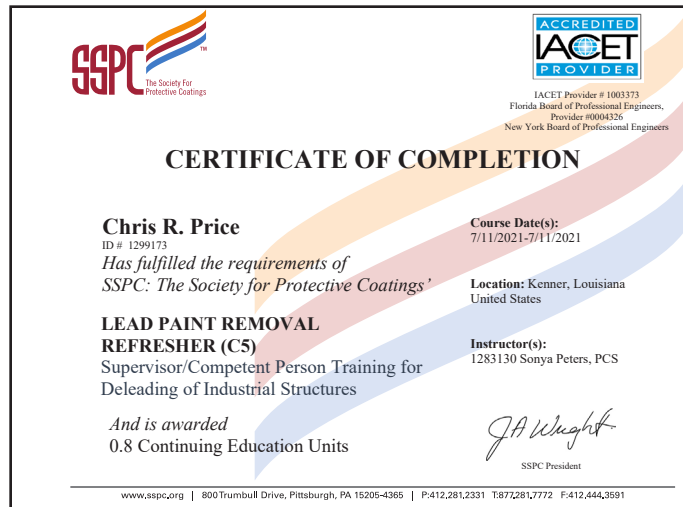 SSPC
TM
The Society For
Protective Coatings
ACCREDITED
IACET
PROVIDER
IACET Provider # 1003373
Florida Board of Professional Engineers,
Provider #0004326
New York Board of Professional Engineers
CERTIFICATE OF COMPLETION
Chris R. Price
ID # 1299173
Has fulfilled the requirements of
SSPC: The Society for Protective Coatings’
LEAD PAINT REMOVAL
REFRESHER (C5)
Supervisor/Competent Person Training for
Deleading of Industrial Structures
And is awarded
0.8 Continuing Education Units
Course Date(s):
7/11/2021-7/11/2021
Location: Kenner, Louisiana
United States
Instructor(s):
1283130 Sonya Peters, PCS
JA Wright
SSPC President
www.sspc.org | 800 Trumbull Drive, Pittsburgh, PA 15205-4365 | P:412.281.2331 T:877.281.7772 F:412.444.3591